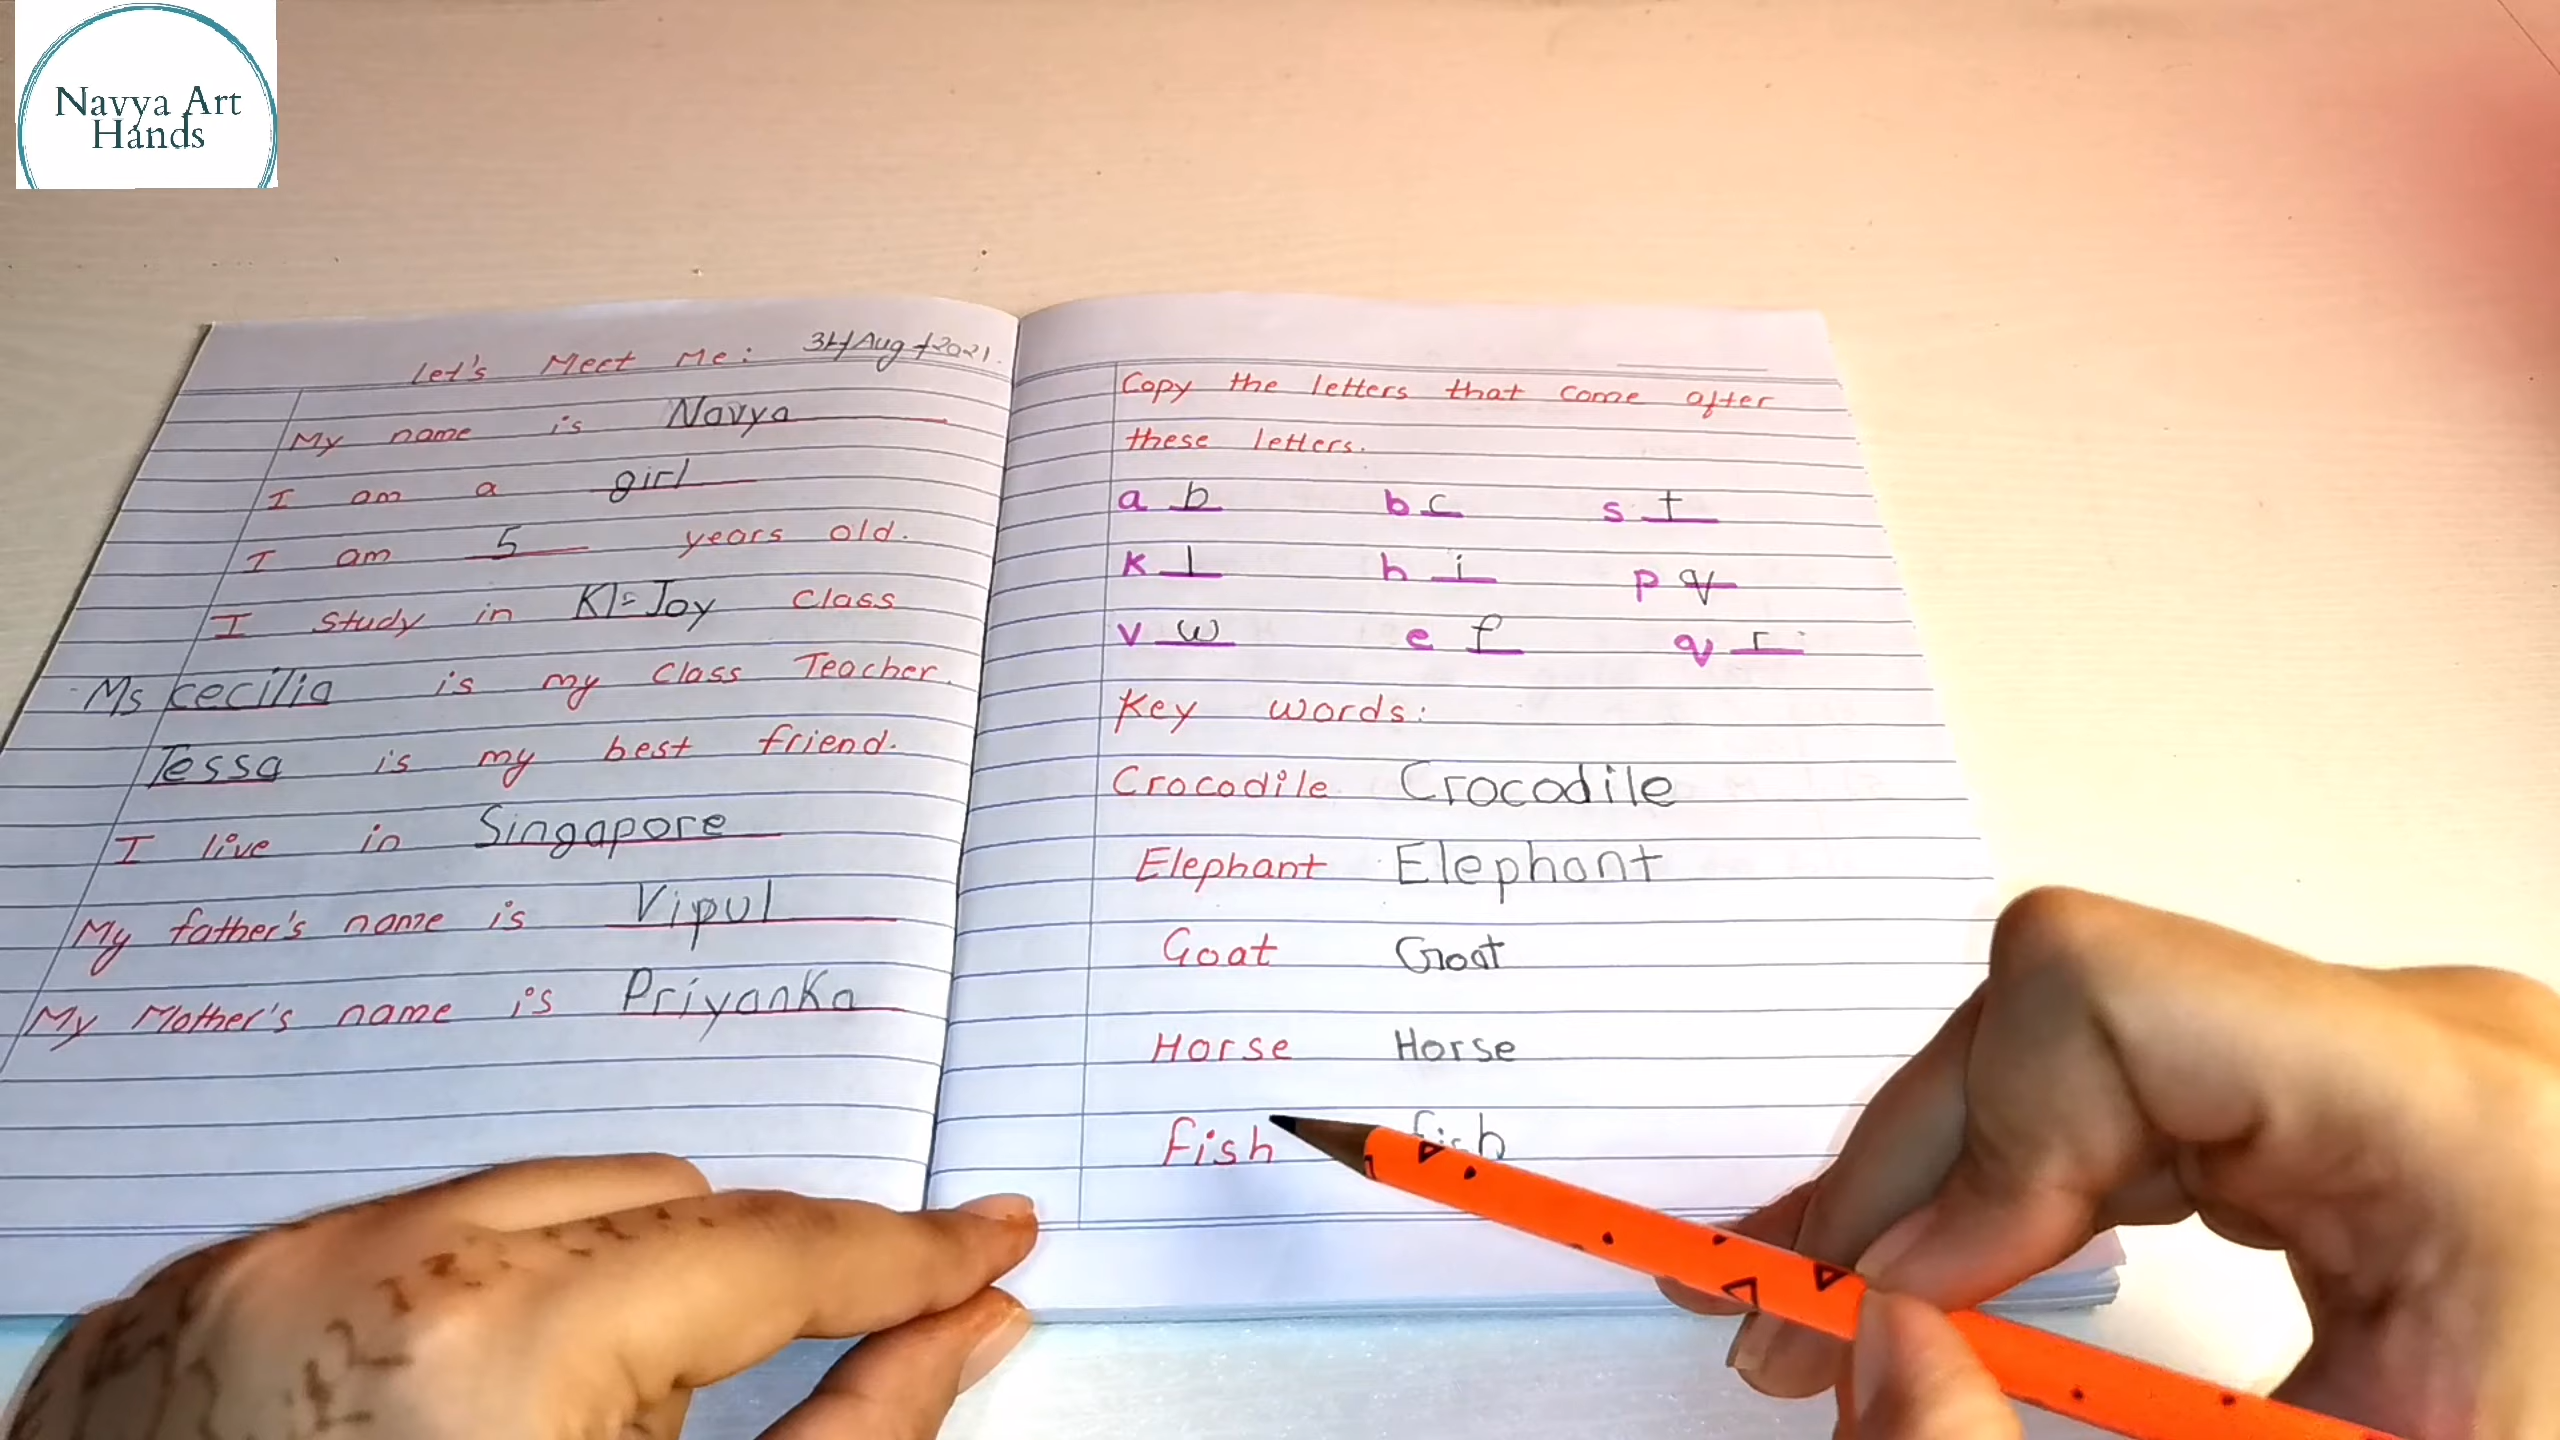 Navya Art
Hands
Let's Meet Me: 31/Aug/2021.
My name is Navya
I am a girl
I am 5 years old.
I study in K1-Joy class
Ms cecilia is my class Teacher.
Tessa is my best friend.
I live in Singapore
My father's name is Vipul
My Mother's name is Priyanka
Copy the letters that come after
these letters.
a b b c s t
k l h i p q
v w e f q r
Key words:
Crocodile Crocodile
Elephant Elephant
Goat Goat
Horse Horse
fish fish